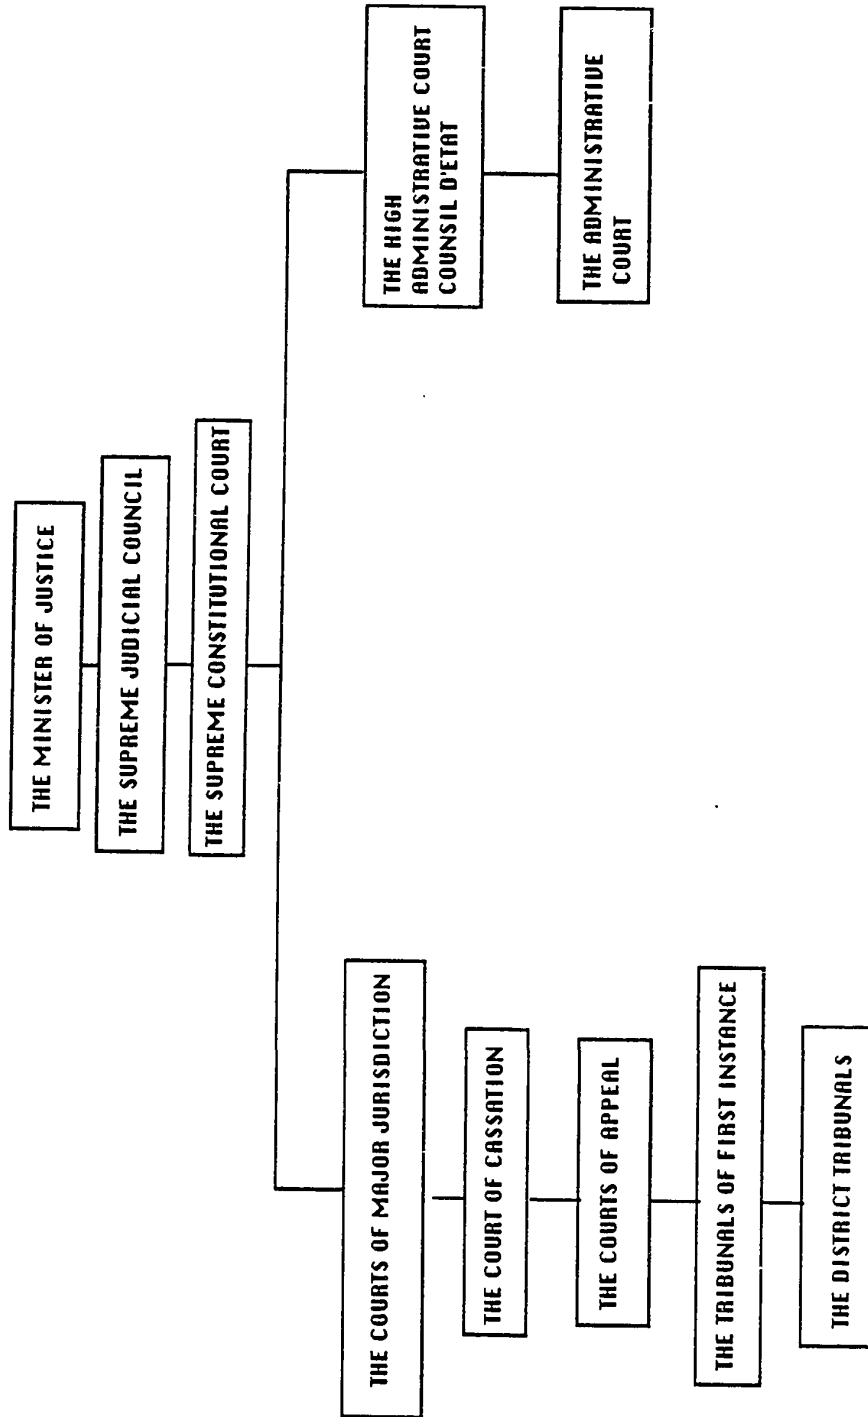 THE MINISTER OF JUSTICE
THE SUPREME JUDICIAL COUNCIL
THE SUPREME CONSTITUTIONAL COURT
THE COURTS OF MAJOR JURISDICTION
THE COURT OF CASSATION
THE COURTS OF APPEAL
THE TRIBUNALS OF FIRST INSTANCE
THE DISTRICT TRIBUNALS
THE HIGH
ADMINISTRATIVE COURT
COUNSIL D'ETAT
THE ADMINISTRATIVE
COURT